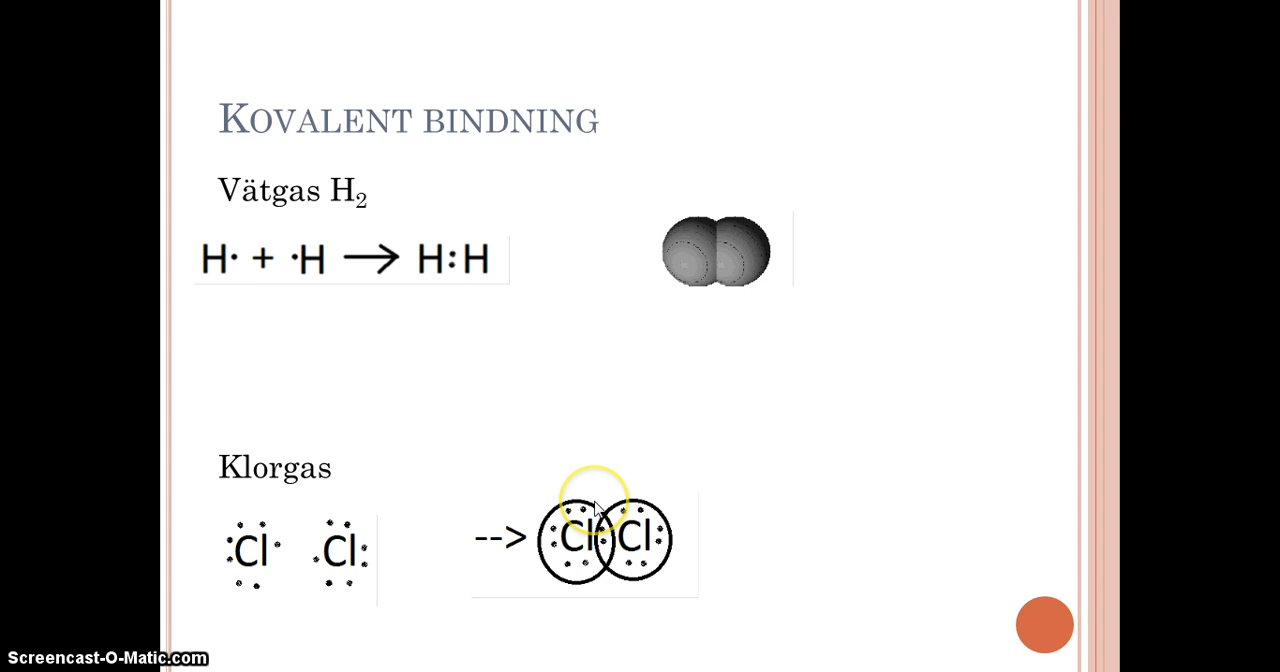 KOVALENT BINDNING
Vätgas H₂
H· + ·H → H:H
Klorgas
Cl Cl --> Cl Cl
Screencast-O-Matic.com